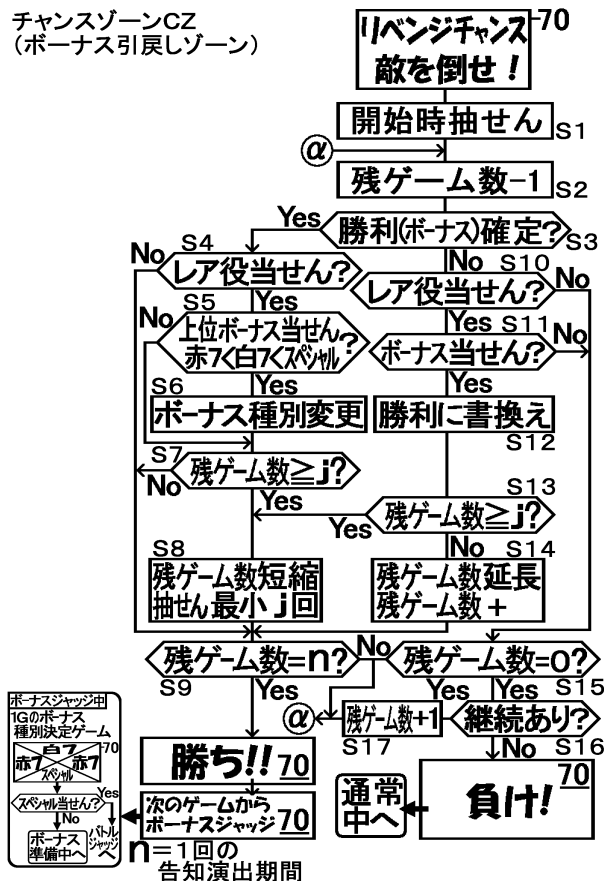 チャンスゾーンCZ
(ボーナス引戻しゾーン)
リベンジチャンス
敵を倒せ！
70
開始時抽せん
S1
α
残ゲーム数-1
S2
勝利(ボーナス)確定?
S3
Yes
No
S4
No
レア役当せん?
Yes
S10
レア役当せん?
No
Yes
S5
No
上位ボーナス当せん
赤7く白7くスペシャル?
Yes
S11
ボーナス当せん?
No
Yes
S6
ボーナス種別変更
勝利に書換え
S12
S7
残ゲーム数≧j?
No
Yes
S13
残ゲーム数≧j?
Yes
No
S8
残ゲーム数短縮
抽せん最小j回
S14
残ゲーム数延長
残ゲーム数＋
残ゲーム数=n?
S9
No
Yes
残ゲーム数=0?
S15
Yes
Yes
α
残ゲーム数+1
S17
継続あり?
S16
No
勝ち!! 70
次のゲームから
ボーナスジャッジ 70
n=1回の
告知演出期間
70
負け!
通常
中へ
ボーナスジャッジ中
1Gのボーナス
種別決定ゲーム
70
白7
赤7
赤7
スペシャル
スペシャル当せん?
Yes
No
ボーナス
準備中へ
バトル
ジャッジ
へ